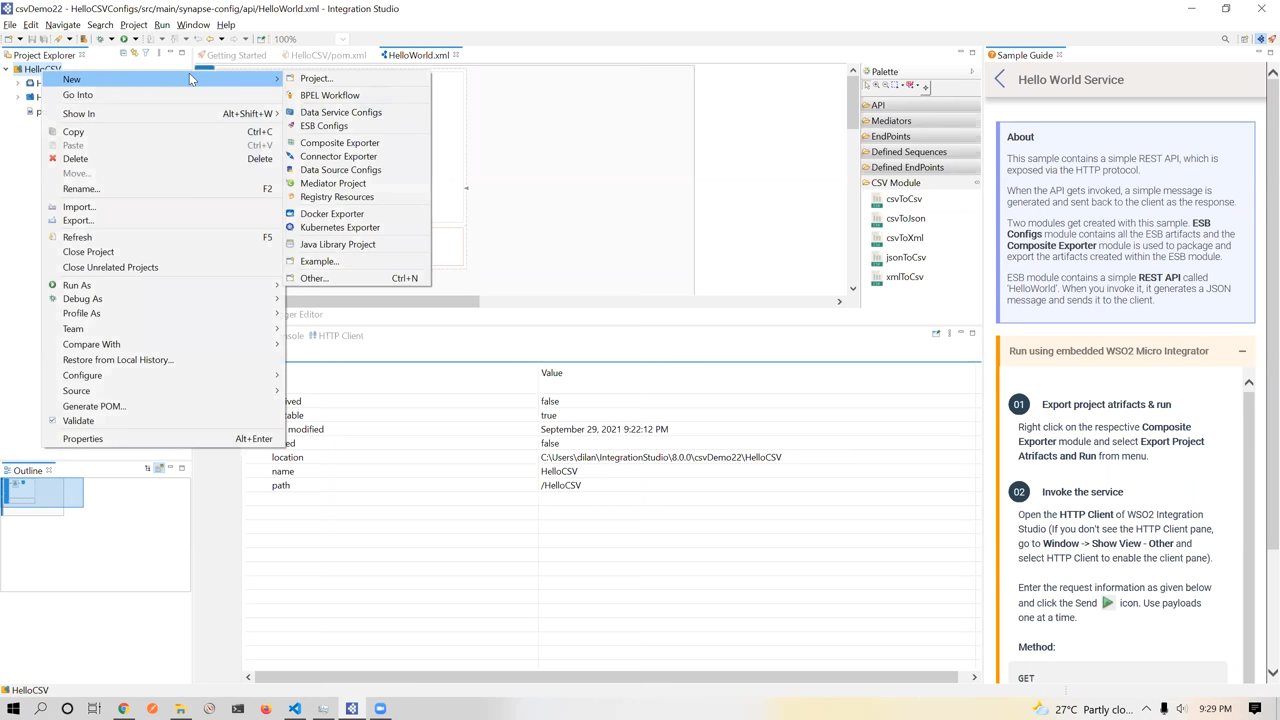 csvDemo22 - HelloCSVConfigs/src/main/synapse-config/api/HelloWorld.xml - Integration Studio
File Edit Navigate Search Project Run Window Help
100%
Project Explorer
Getting Started
HelloCSV/pom.xml
HelloWorld.xml
HelloCSV
New
Go Into
Show In Alt+Shift+W
Copy Ctrl+C
Paste Ctrl+V
Delete Delete
Move...
Rename... F2
Import...
Export...
Refresh F5
Close Project
Close Unrelated Projects
Run As
Debug As
Profile As
Team
Compare With
Restore from Local History...
Configure
Source
Generate POM...
Validate
Properties Alt+Enter
Project...
BPEL Workflow
Data Service Configs
ESB Configs
Composite Exporter
Connector Exporter
Data Source Configs
Mediator Project
Registry Resources
Docker Exporter
Kubernetes Exporter
Java Library Project
Example...
Other... Ctrl+N
Palette
API
Mediators
EndPoints
Defined Sequences
Defined EndPoints
CSV Module
csvToCsv
csvToJson
csvToXml
jsonToCsv
xmlToCsv
ger Editor
nsole
HTTP Client
Value
ived false
table true
modified September 29, 2021 9:22:12 PM
ed false
location C:\Users\dilan\IntegrationStudio\8.0.0\csvDemo22\HelloCSV
name HelloCSV
path /HelloCSV
Outline
Sample Guide
Hello World Service
About
This sample contains a simple REST API, which is
exposed via the HTTP protocol.
When the API gets invoked, a simple message is
generated and sent back to the client as the response.
Two modules get created with this sample. ESB
Configs module contains all the ESB artifacts and the
Composite Exporter module is used to package and
export the artifacts created within the ESB module.
ESB module contains a simple REST API called
'HelloWorld'. When you invoke it, it generates a JSON
message and sends it to the client.
Run using embedded WSO2 Micro Integrator
01 Export project atrifacts & run
Right click on the respective Composite
Exporter module and select Export Project
Atrifacts and Run from menu.
02 Invoke the service
Open the HTTP Client of WSO2 Integration
Studio (If you don't see the HTTP Client pane,
go to Window -> Show View - Other and
select HTTP Client to enable the client pane).
Enter the request information as given below
and click the Send icon. Use payloads
one at a time.
Method:
GET
HelloCSV
27°C Partly clo... 9:29 PM